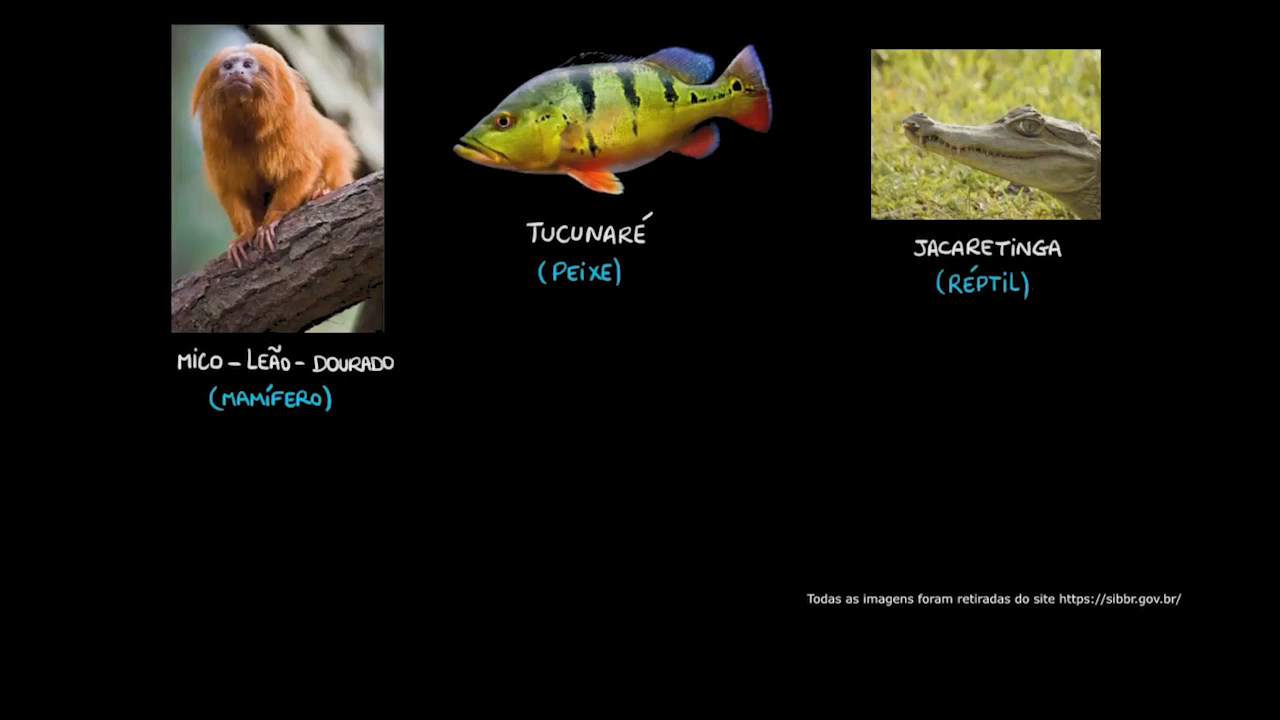 MICO-LEÃO-DOURADO
(MAMÍFERO)
TUCUNARÉ
(PEIXE)
JACARETINGA
(RÉPTIL)
Todas as imagens foram retiradas do site https://sibbr.gov.br/